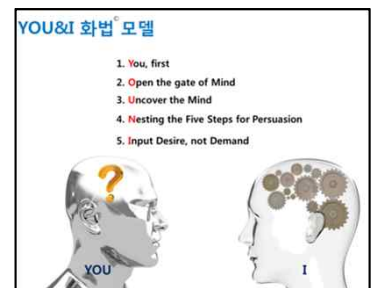 YOU&I 화법© 모델
1. You, first
2. Open the gate of Mind
3. Uncover the Mind
4. Nesting the Five Steps for Persuasion
5. Input Desire, not Demand
?
YOU
I